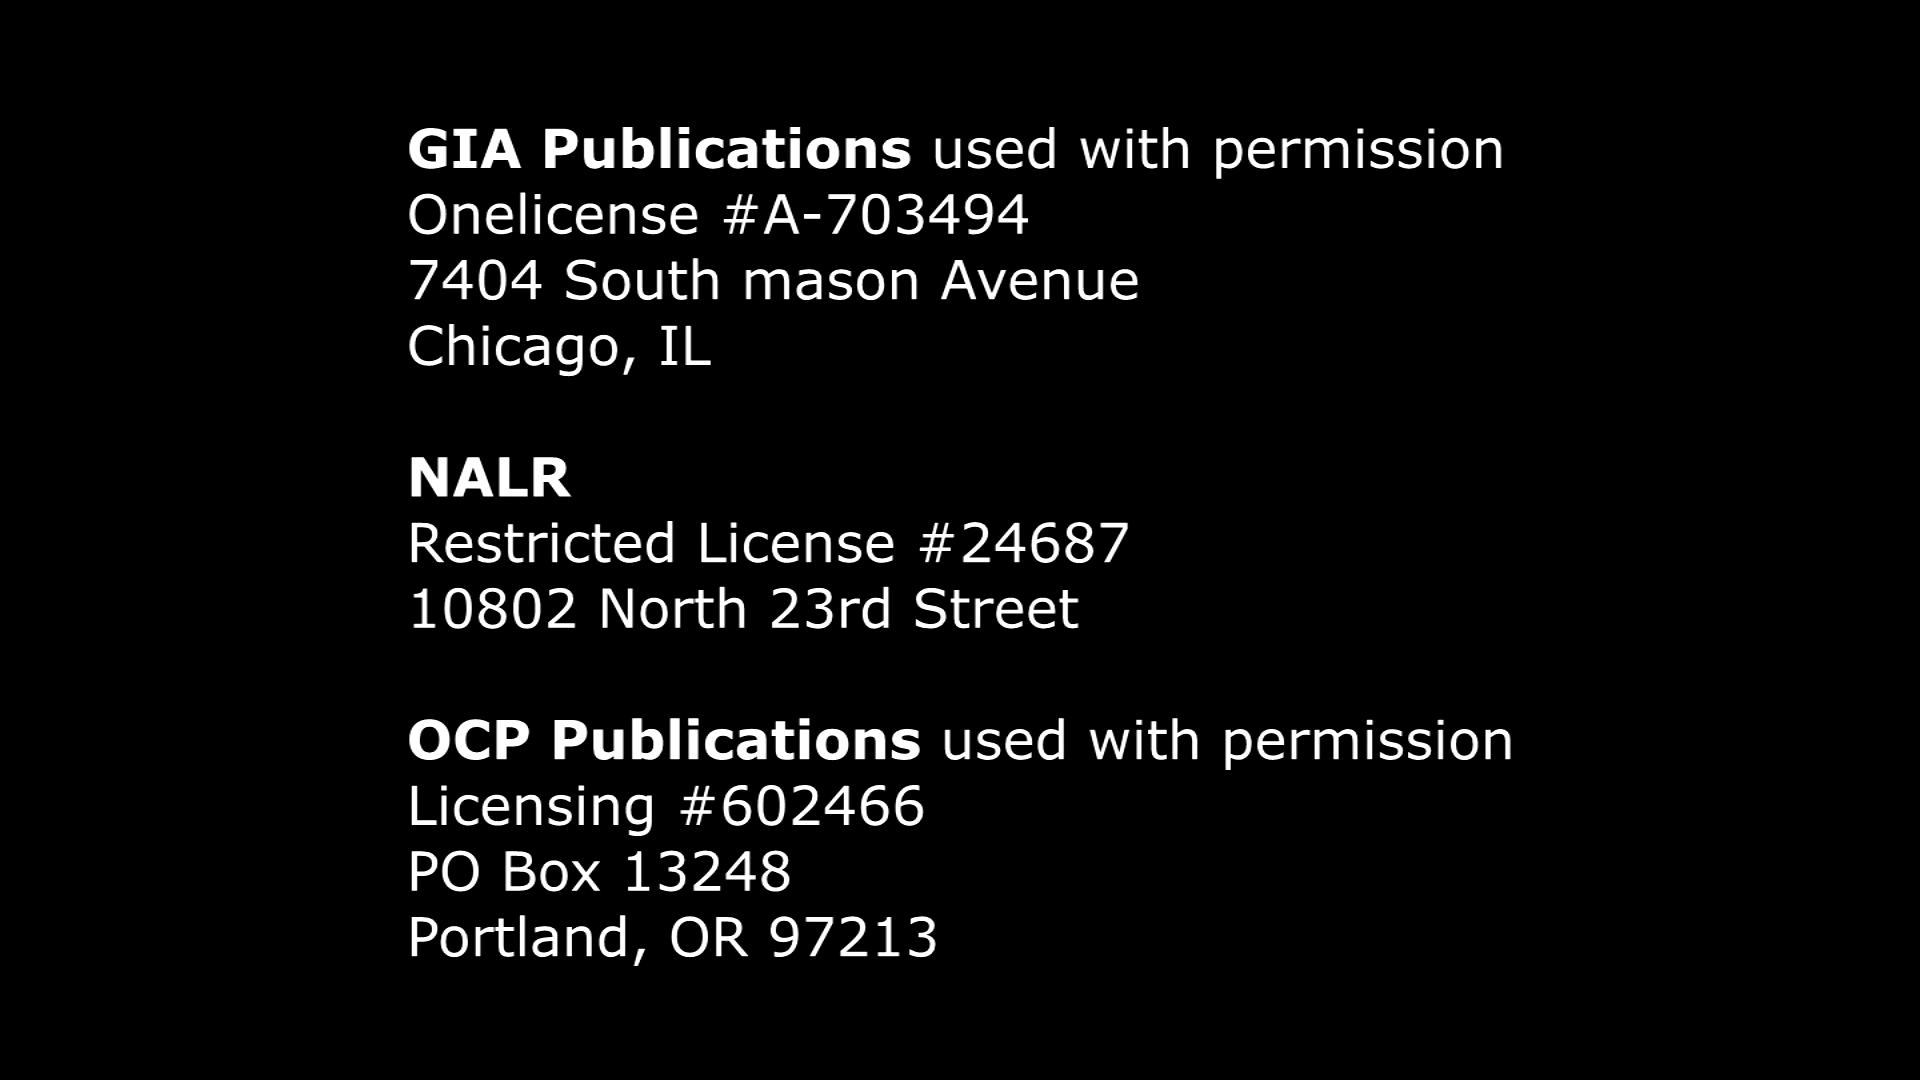 GIA Publications used with permission
Onelicense #A-703494
7404 South mason Avenue
Chicago, IL
NALR
Restricted License #24687
10802 North 23rd Street
OCP Publications used with permission
Licensing #602466
PO Box 13248
Portland, OR 97213